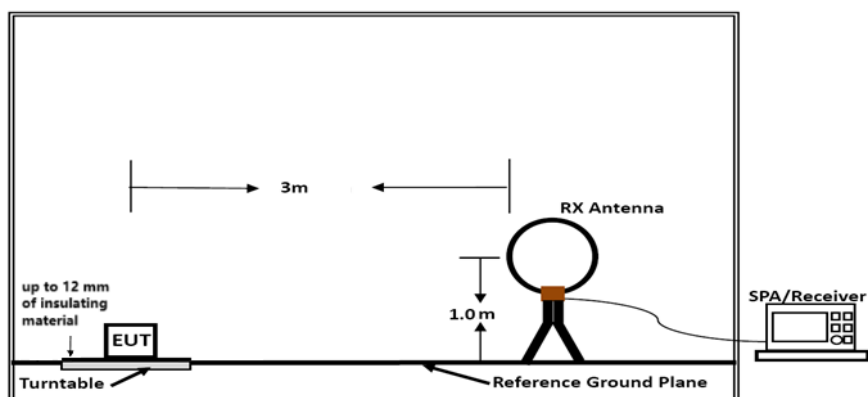 3m
RX Antenna
up to 12 mm
of insulating
material
EUT
1.0 m
SPA/Receiver
Turntable
Reference Ground Plane